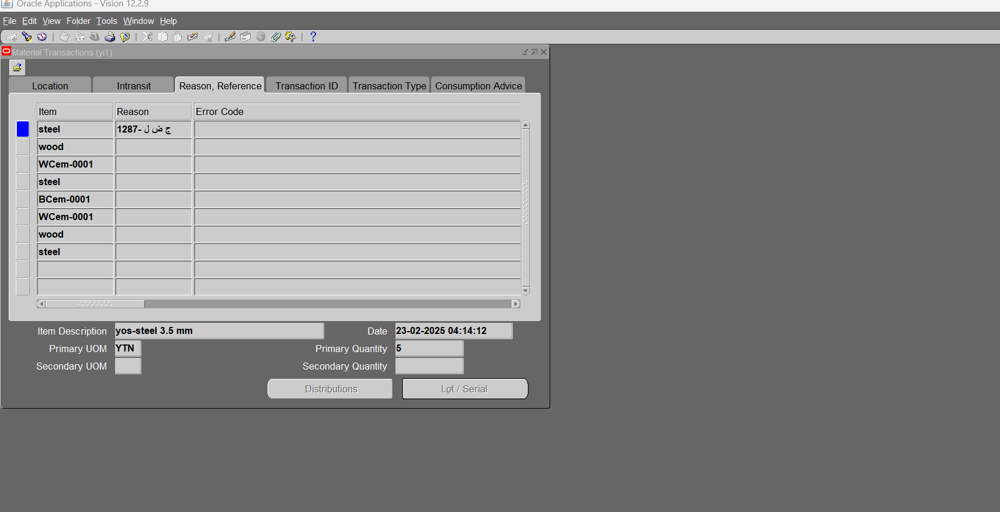 Oracle Applications - Vision 12.2.9
File Edit View Folder Tools Window Help
Material Transactions (yi1)
Location Intransit Reason, Reference Transaction ID Transaction Type Consumption Advice
Item Reason Error Code
steel 1287- ج ض ل
wood
WCem-0001
steel
BCem-0001
WCem-0001
wood
steel
Item Description yos-steel 3.5 mm Date 23-02-2025 04:14:12
Primary UOM YTN Primary Quantity 5
Secondary UOM Secondary Quantity
Distributions Lot / Serial